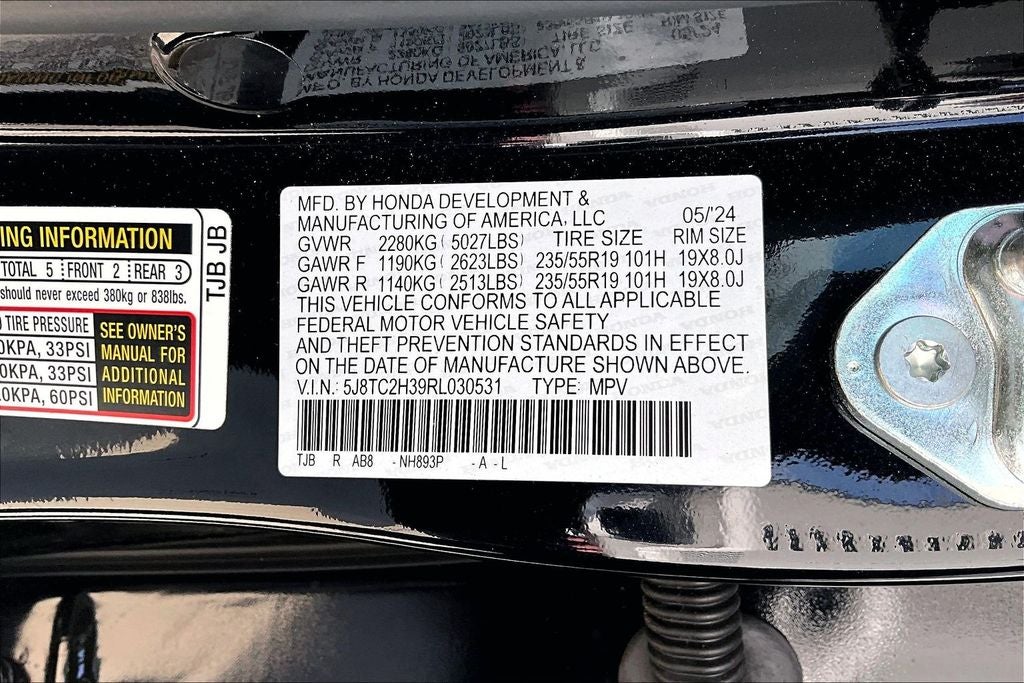 NG INFORMATION
TOTAL 5 FRONT 2 REAR 3
should never exceed 380kg or 838lbs.
TIRE PRESSURE
0KPA, 33PSI
0KPA, 33PSI
0KPA, 60PSI
SEE OWNER'S
MANUAL FOR
ADDITIONAL
INFORMATION
TJB JB
MFD. BY HONDA DEVELOPMENT &
MANUFACTURING OF AMERICA, LLC 05/'24
GVWR 2280KG ( 5027LBS) TIRE SIZE RIM SIZE
GAWR F 1190KG ( 2623LBS) 235/55R19 101H 19X8.0J
GAWR R 1140KG ( 2513LBS) 235/55R19 101H 19X8.0J
THIS VEHICLE CONFORMS TO ALL APPLICABLE
FEDERAL MOTOR VEHICLE SAFETY
AND THEFT PREVENTION STANDARDS IN EFFECT
ON THE DATE OF MANUFACTURE SHOWN ABOVE.
V.I.N.: 5J8TC2H39RL030531 TYPE: MPV
TJB R AB8 - NH893P - A - L